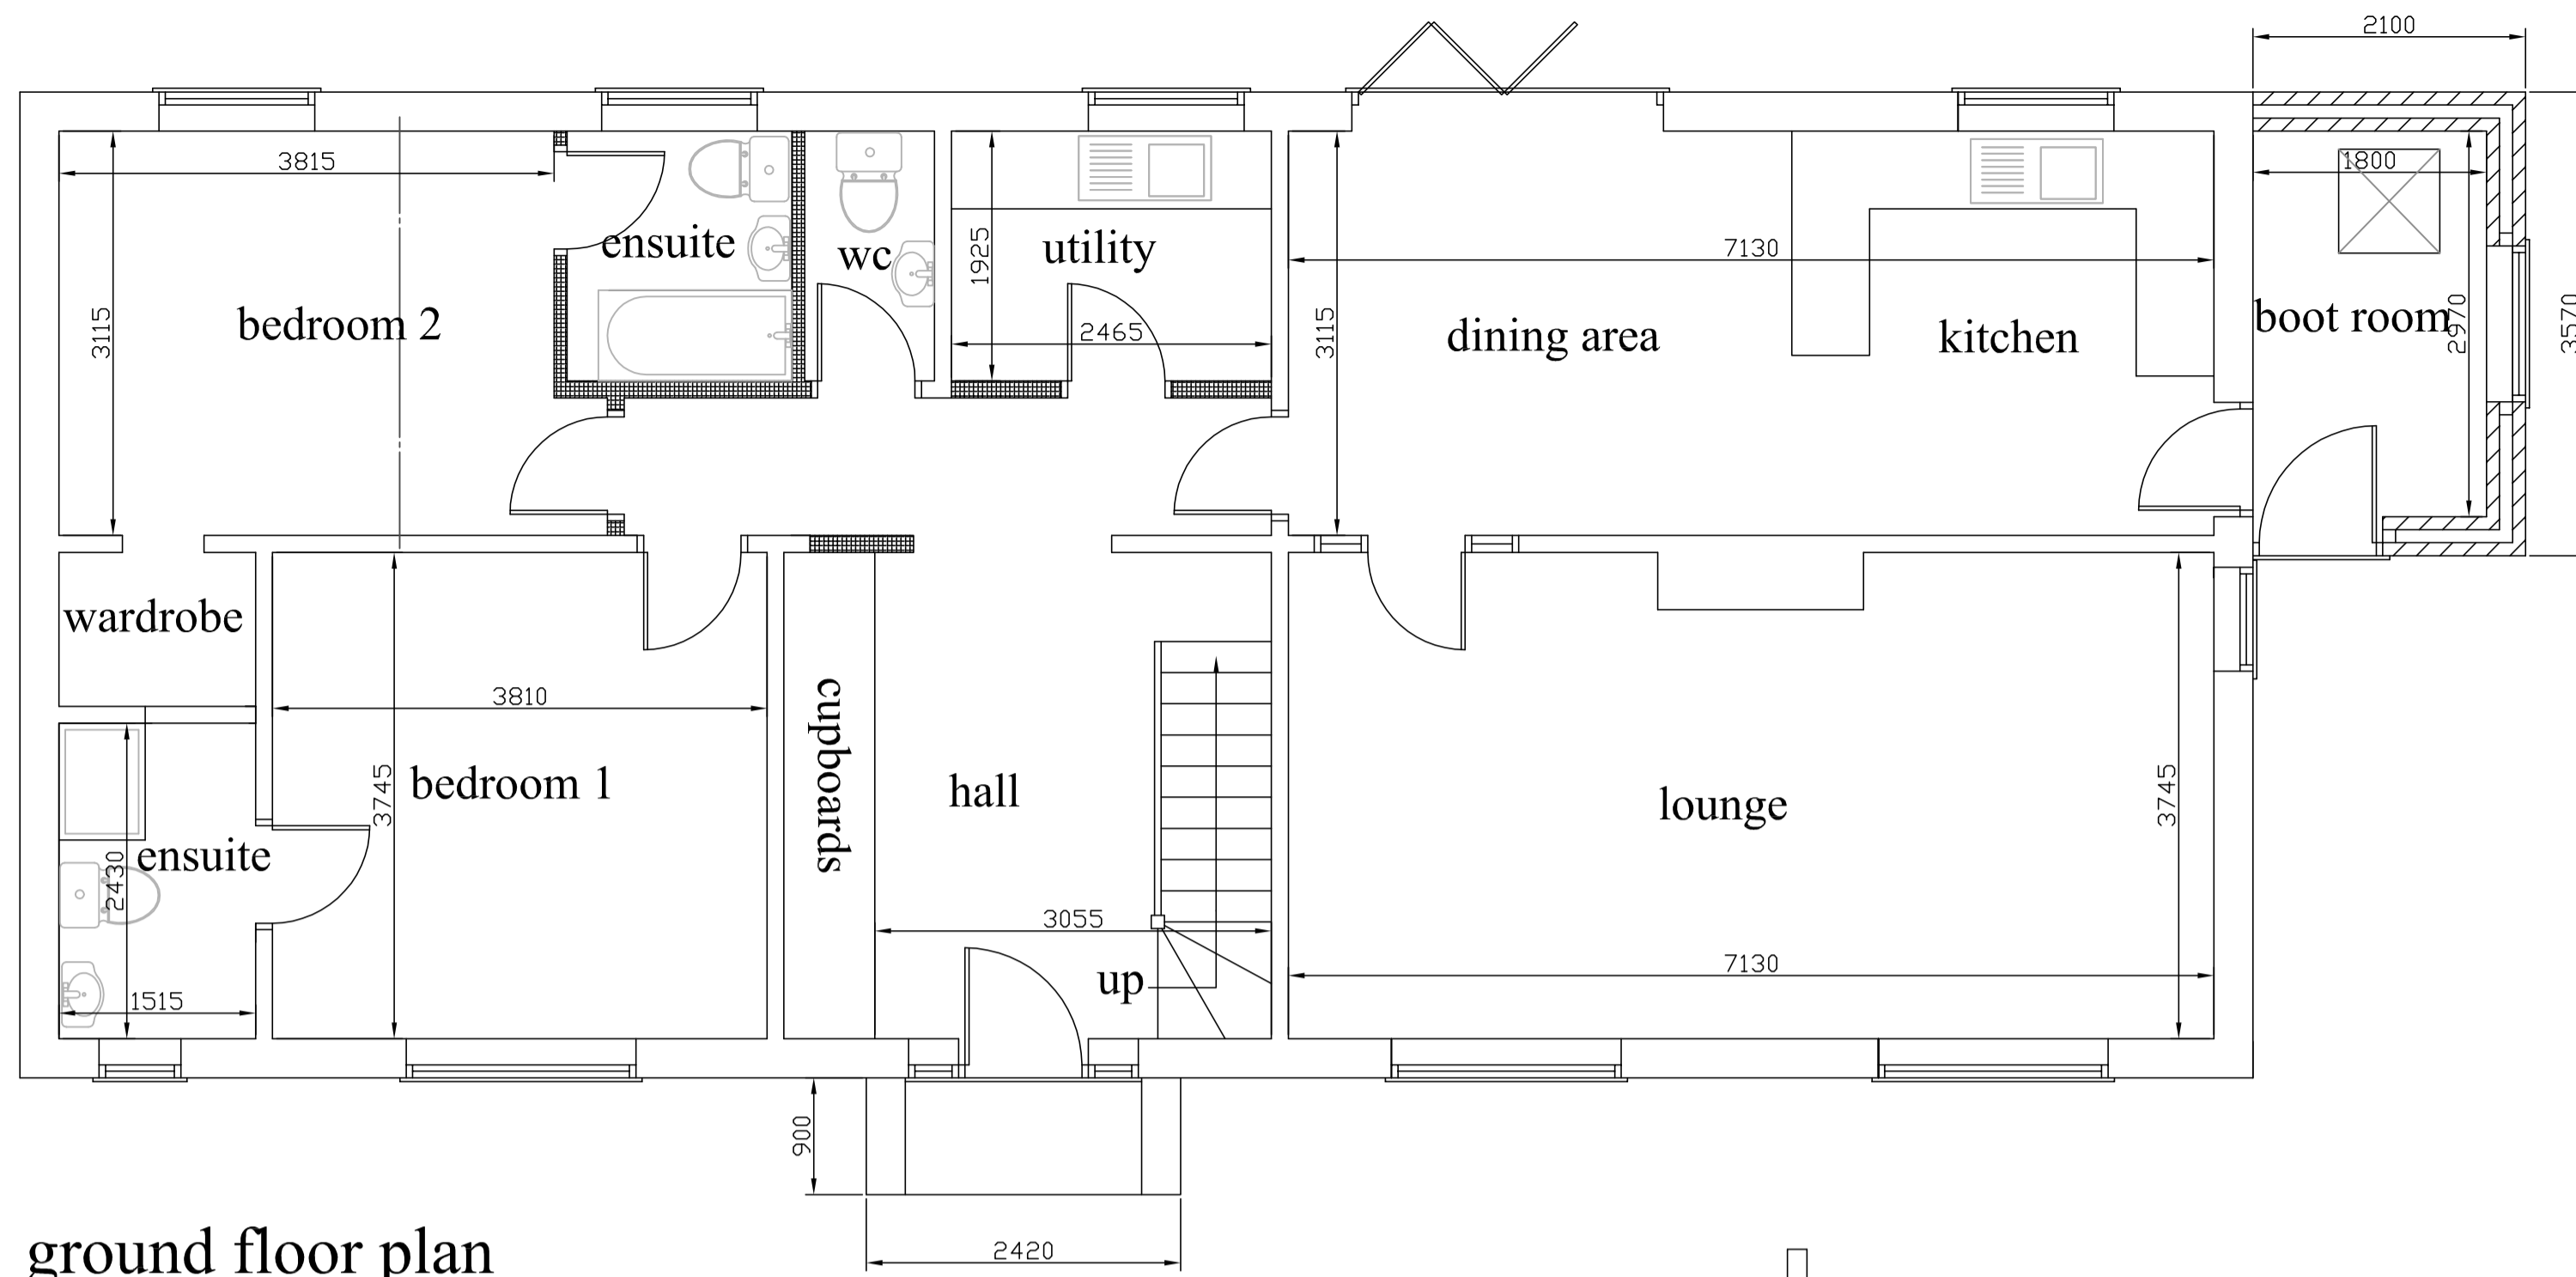 2100
3815
1800
ensuite
wc
1925
utility
7130
3115
bedroom 2
2465
3115
dining area
kitchen
boot room
2970
3570
wardrobe
3810
cupboards
3745
bedroom 1
hall
lounge
3745
ensuite
2430
3055
up
7130
1515
900
2420
ground floor plan